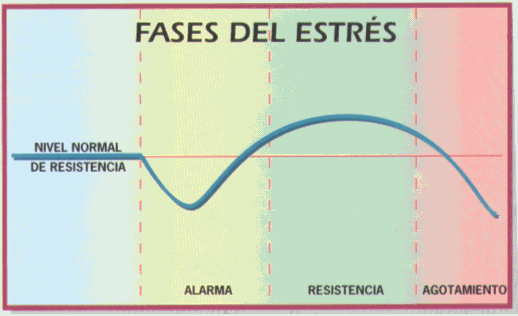 FASES DEL ESTRÉS
NIVEL NORMAL
DE RESISTENCIA
ALARMA
RESISTENCIA
AGOTAMIENTO